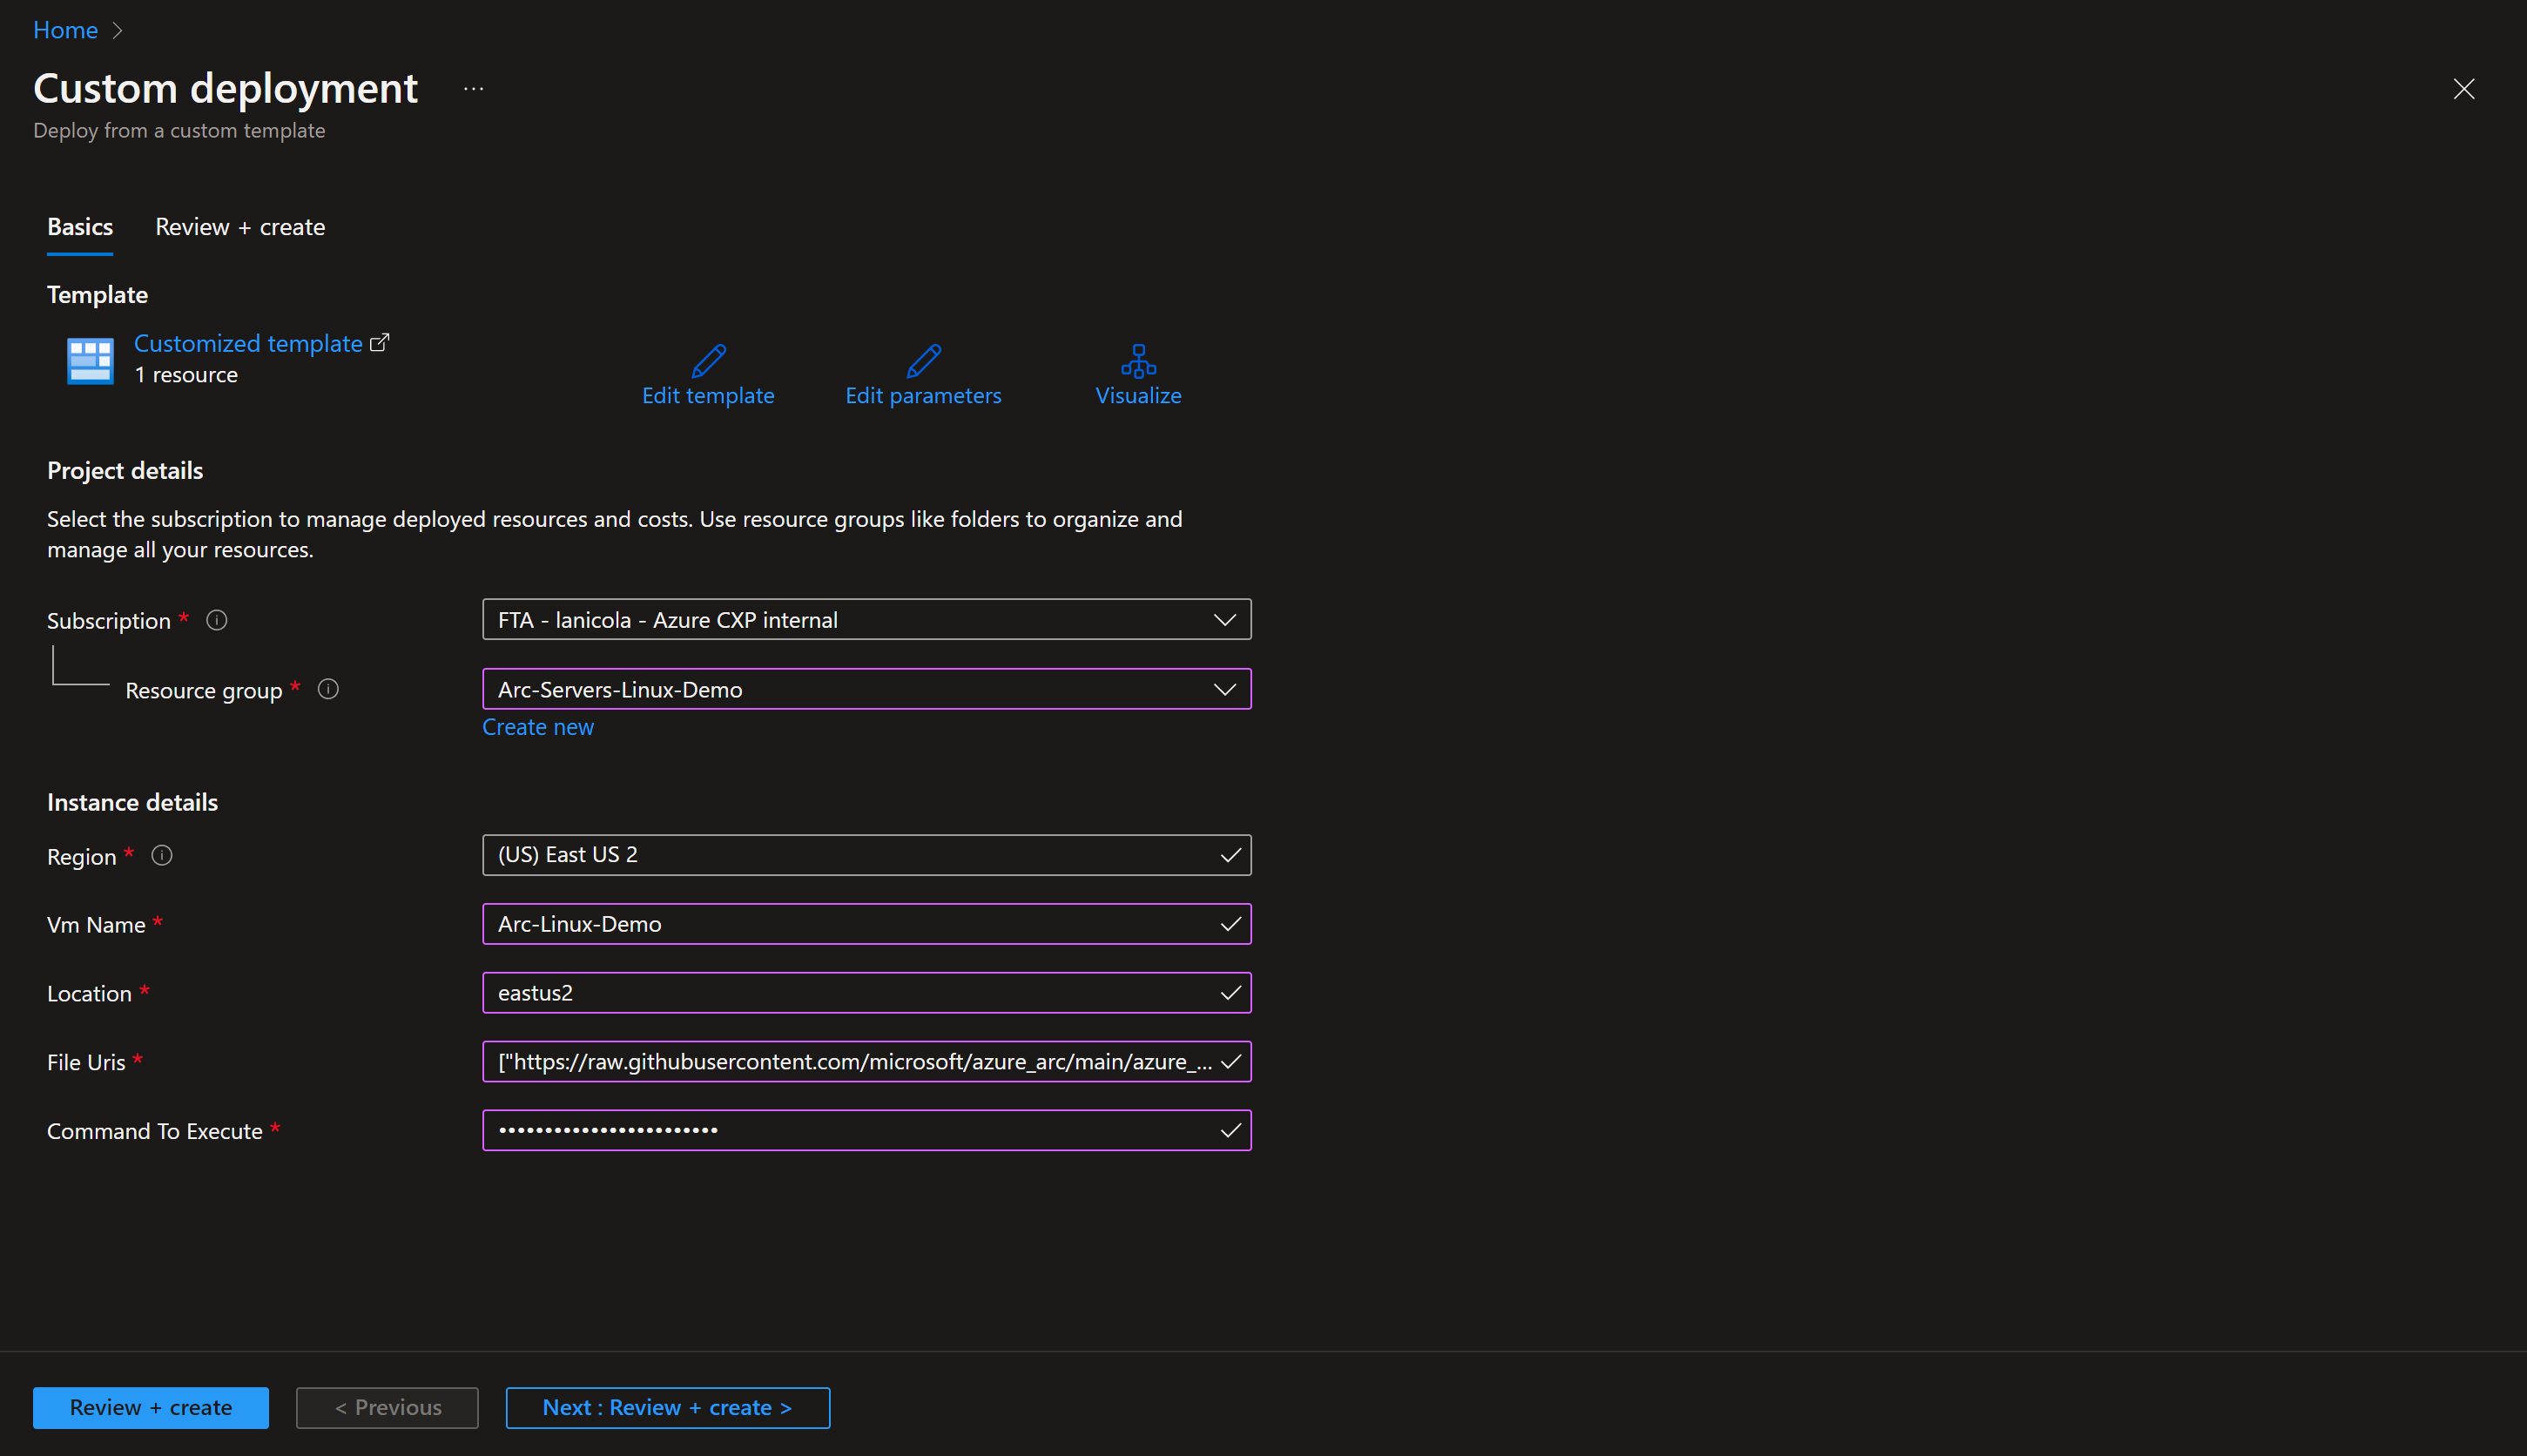 Home
Custom deployment
Deploy from a custom template
Basics
Review + create
Template
Customized template
1 resource
Edit template
Edit parameters
Visualize
Project details
Select the subscription to manage deployed resources and costs. Use resource groups like folders to organize and
manage all your resources.
Subscription *
FTA - lanicola - Azure CXP internal
Resource group *
Arc-Servers-Linux-Demo
Create new
Instance details
Region *
(US) East US 2
Vm Name *
Arc-Linux-Demo
Location *
eastus2
File Uris *
["https://raw.githubusercontent.com/microsoft/azure_arc/main/azure_...
Command To Execute *
••••••••••••••••••••••••
Review + create
< Previous
Next : Review + create >